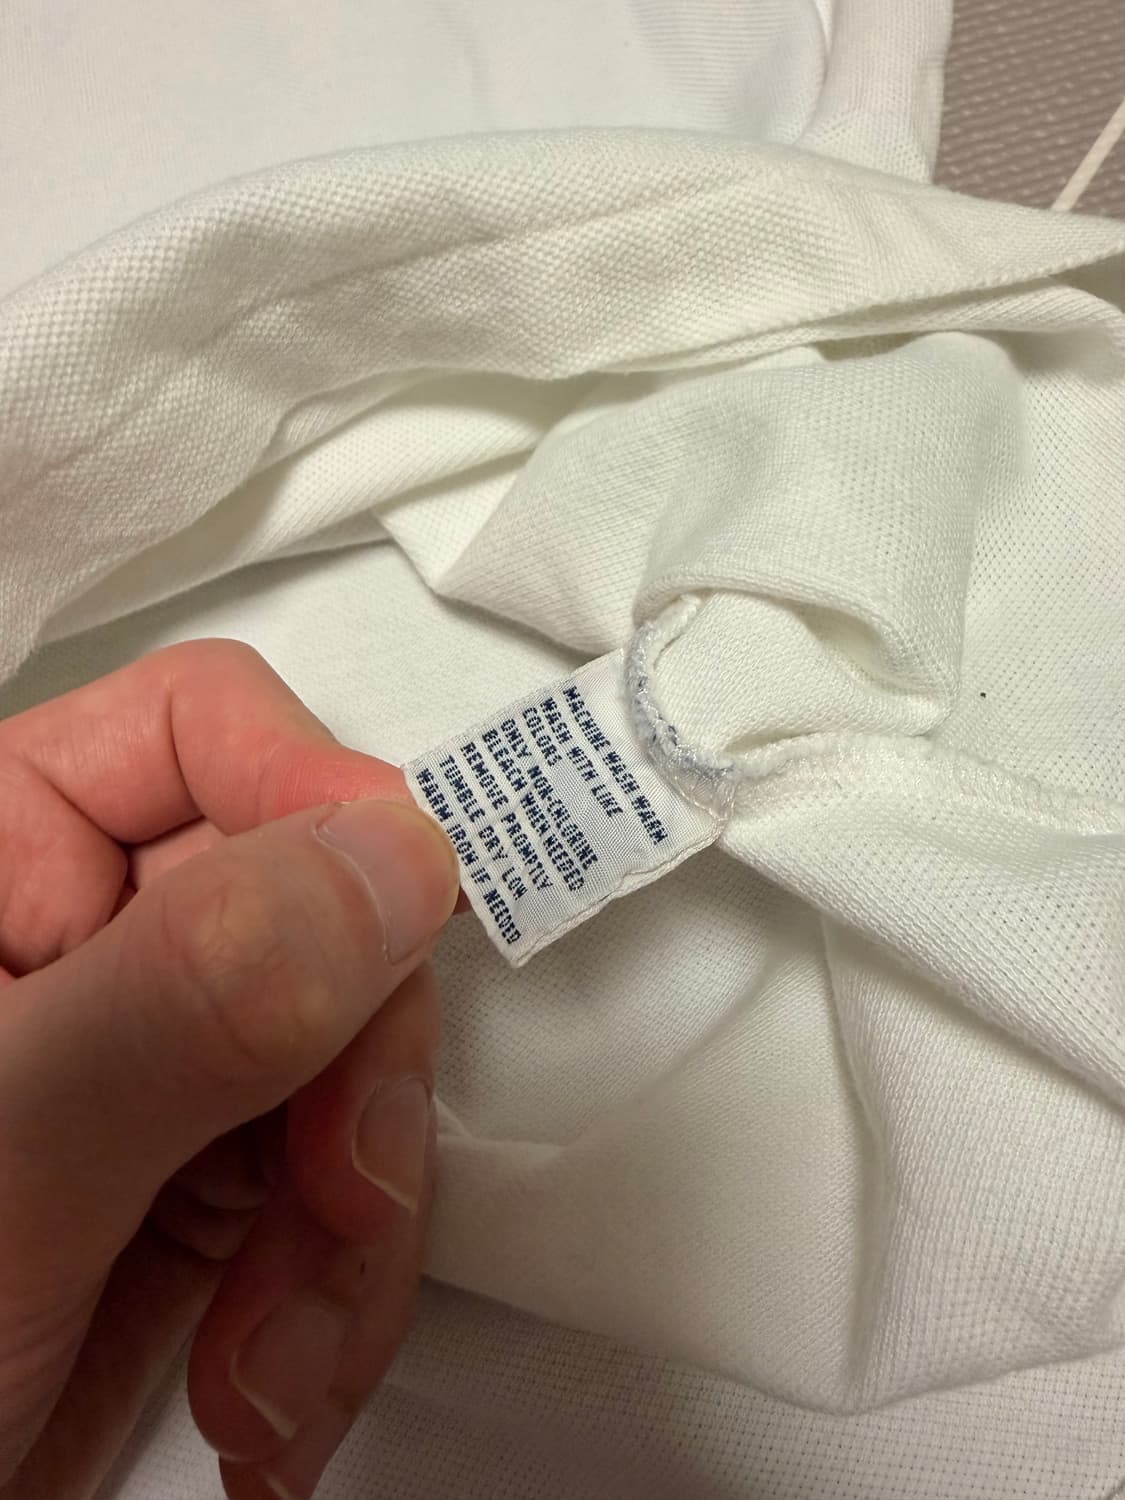 MACHINE WASH WARM
WASH WITH LIKE
COLORS
ONLY NON-CHLORINE
BLEACH WHEN NEEDED
REMOVE PROMPTLY
TUMBLE DRY LOW
WARM IRON IF NEEDED